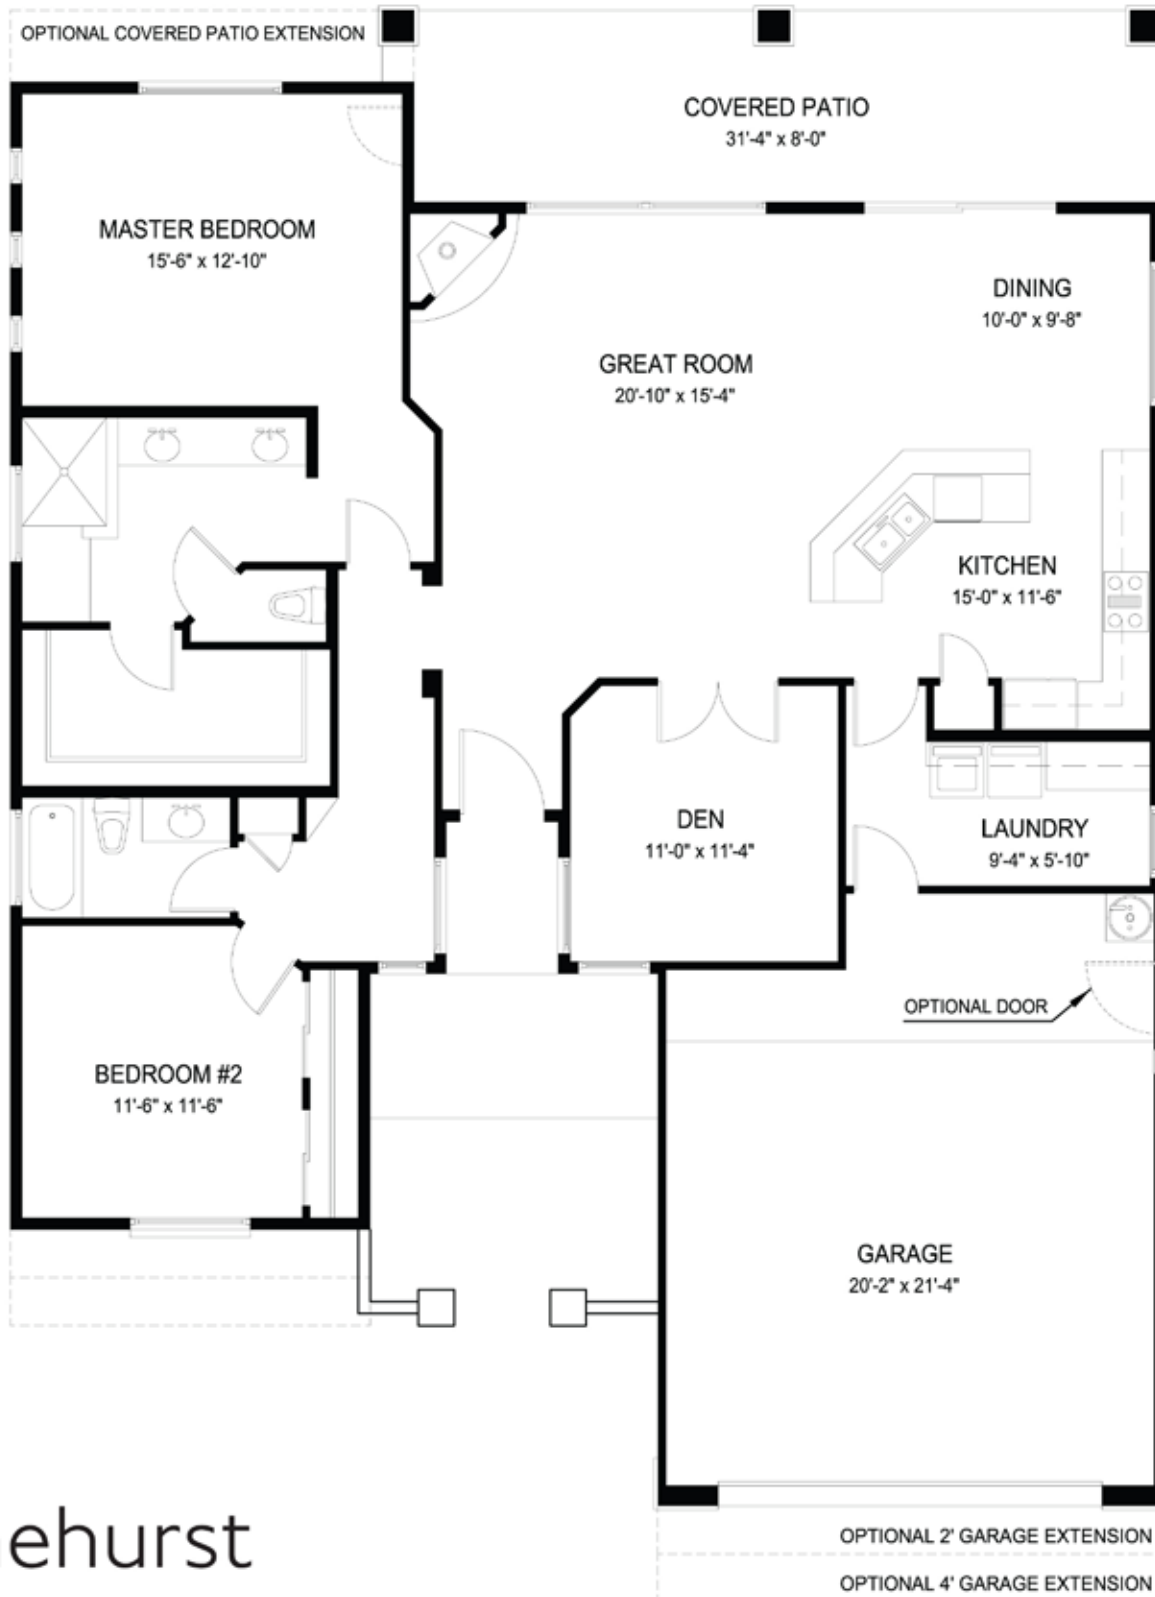 OPTIONAL COVERED PATIO EXTENSION
COVERED PATIO
31'-4" x 8'-0"
MASTER BEDROOM
15'-6" x 12'-10"
DINING
10'-0" x 9'-8"
GREAT ROOM
20'-10" x 15'-4"
KITCHEN
15'-0" x 11'-6"
DEN
11'-0" x 11'-4"
LAUNDRY
9'-4" x 5'-10"
OPTIONAL DOOR
BEDROOM #2
11'-6" x 11'-6"
GARAGE
20'-2" x 21'-4"
ehurst
OPTIONAL 2' GARAGE EXTENSION
OPTIONAL 4' GARAGE EXTENSION